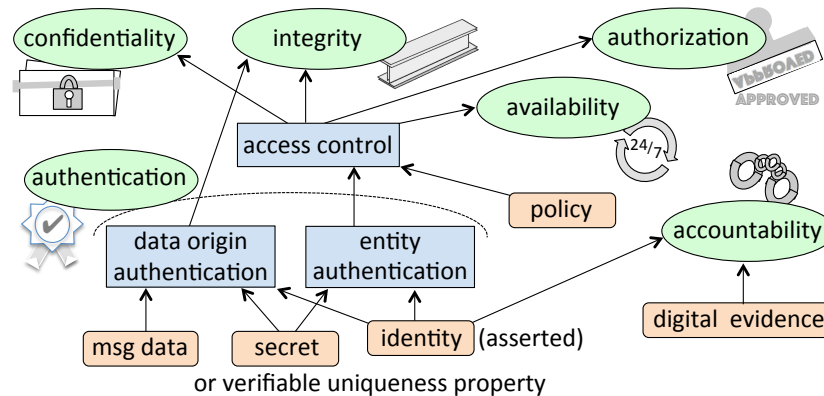 confidentiality
integrity
authorization
APPROVED
APPROVED
availability
access control
24/7
authentication
policy
data origin
authentication
entity
authentication
accountability
msg data
secret
identity
(asserted)
digital evidence
or verifiable uniqueness property